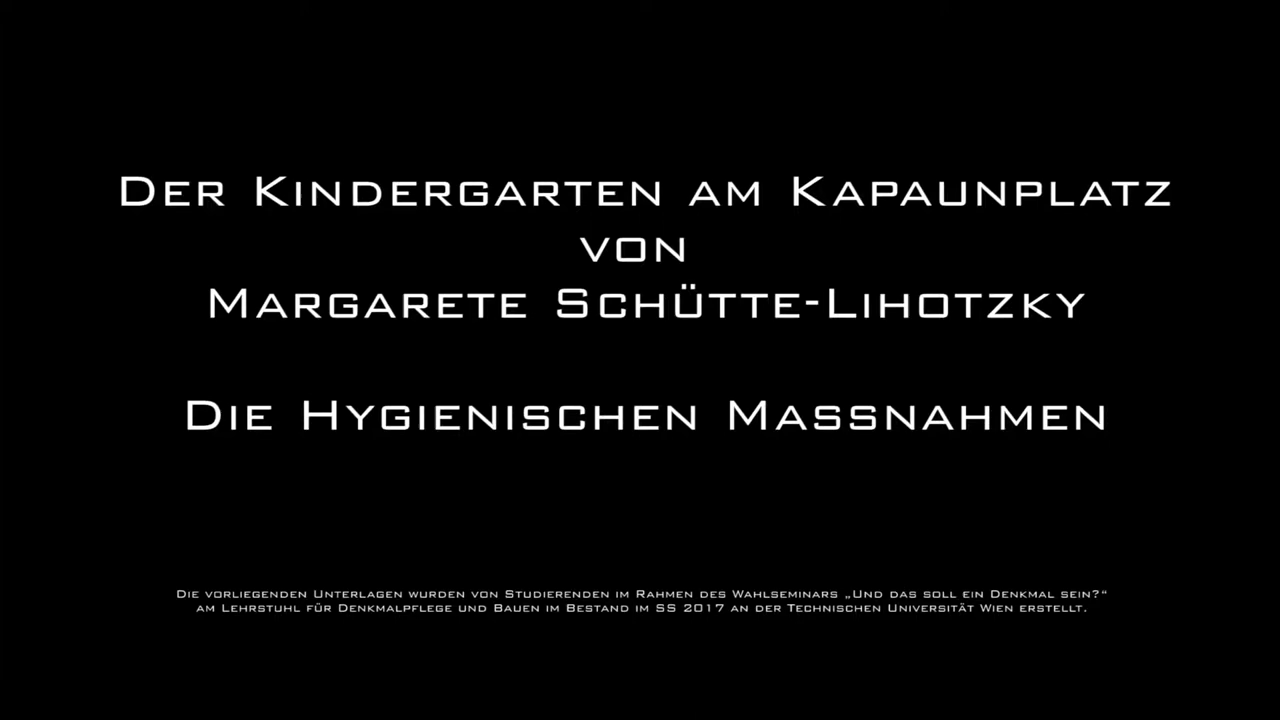 Der Kindergarten am Kapaunplatz
von
Margarete Schütte-Lihotzky
Die Hygienischen Massnahmen
Die vorliegenden Unterlagen wurden von Studierenden im Rahmen des Wahlseminars „Und das soll ein Denkmal sein?“
am Lehrstuhl für Denkmalpflege und Bauen im Bestand im SS 2017 an der Technischen Universität Wien erstellt.